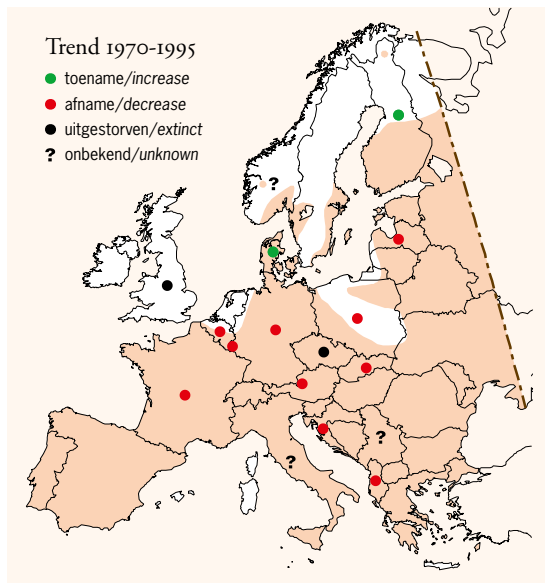 Trend 1970-1995
toename/increase
afname/decrease
uitgestorven/extinct
? onbekend/unknown
?
?
?